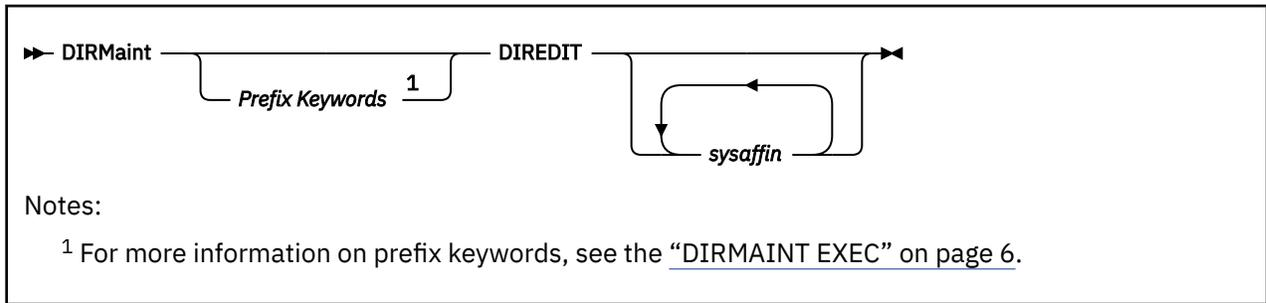 DIRMaint DIREDIT
Prefix Keywords 1
sysaffin
Notes:
1 For more information on prefix keywords, see the “DIRMAINT EXEC” on page 6.